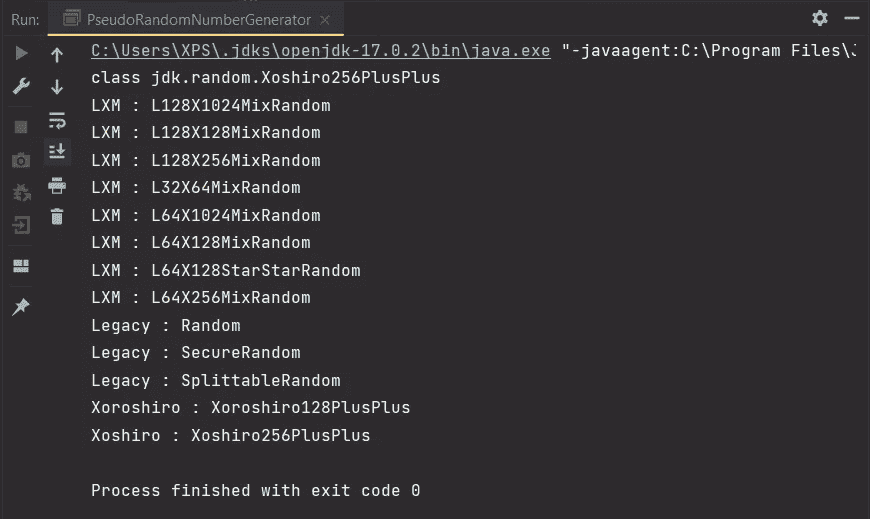 Run: PseudoRandomNumberGenerator
C:\Users\XPS\.jdks\openjdk-17.0.2\bin\java.exe "-javaagent:C:\Program Files\J
class jdk.random.Xoshiro256PlusPlus
LXM : L128X1024MixRandom
LXM : L128X128MixRandom
LXM : L128X256MixRandom
LXM : L32X64MixRandom
LXM : L64X1024MixRandom
LXM : L64X128MixRandom
LXM : L64X128StarStarRandom
LXM : L64X256MixRandom
Legacy : Random
Legacy : SecureRandom
Legacy : SplittableRandom
Xoroshiro : Xoroshiro128PlusPlus
Xoshiro : Xoshiro256PlusPlus
Process finished with exit code 0